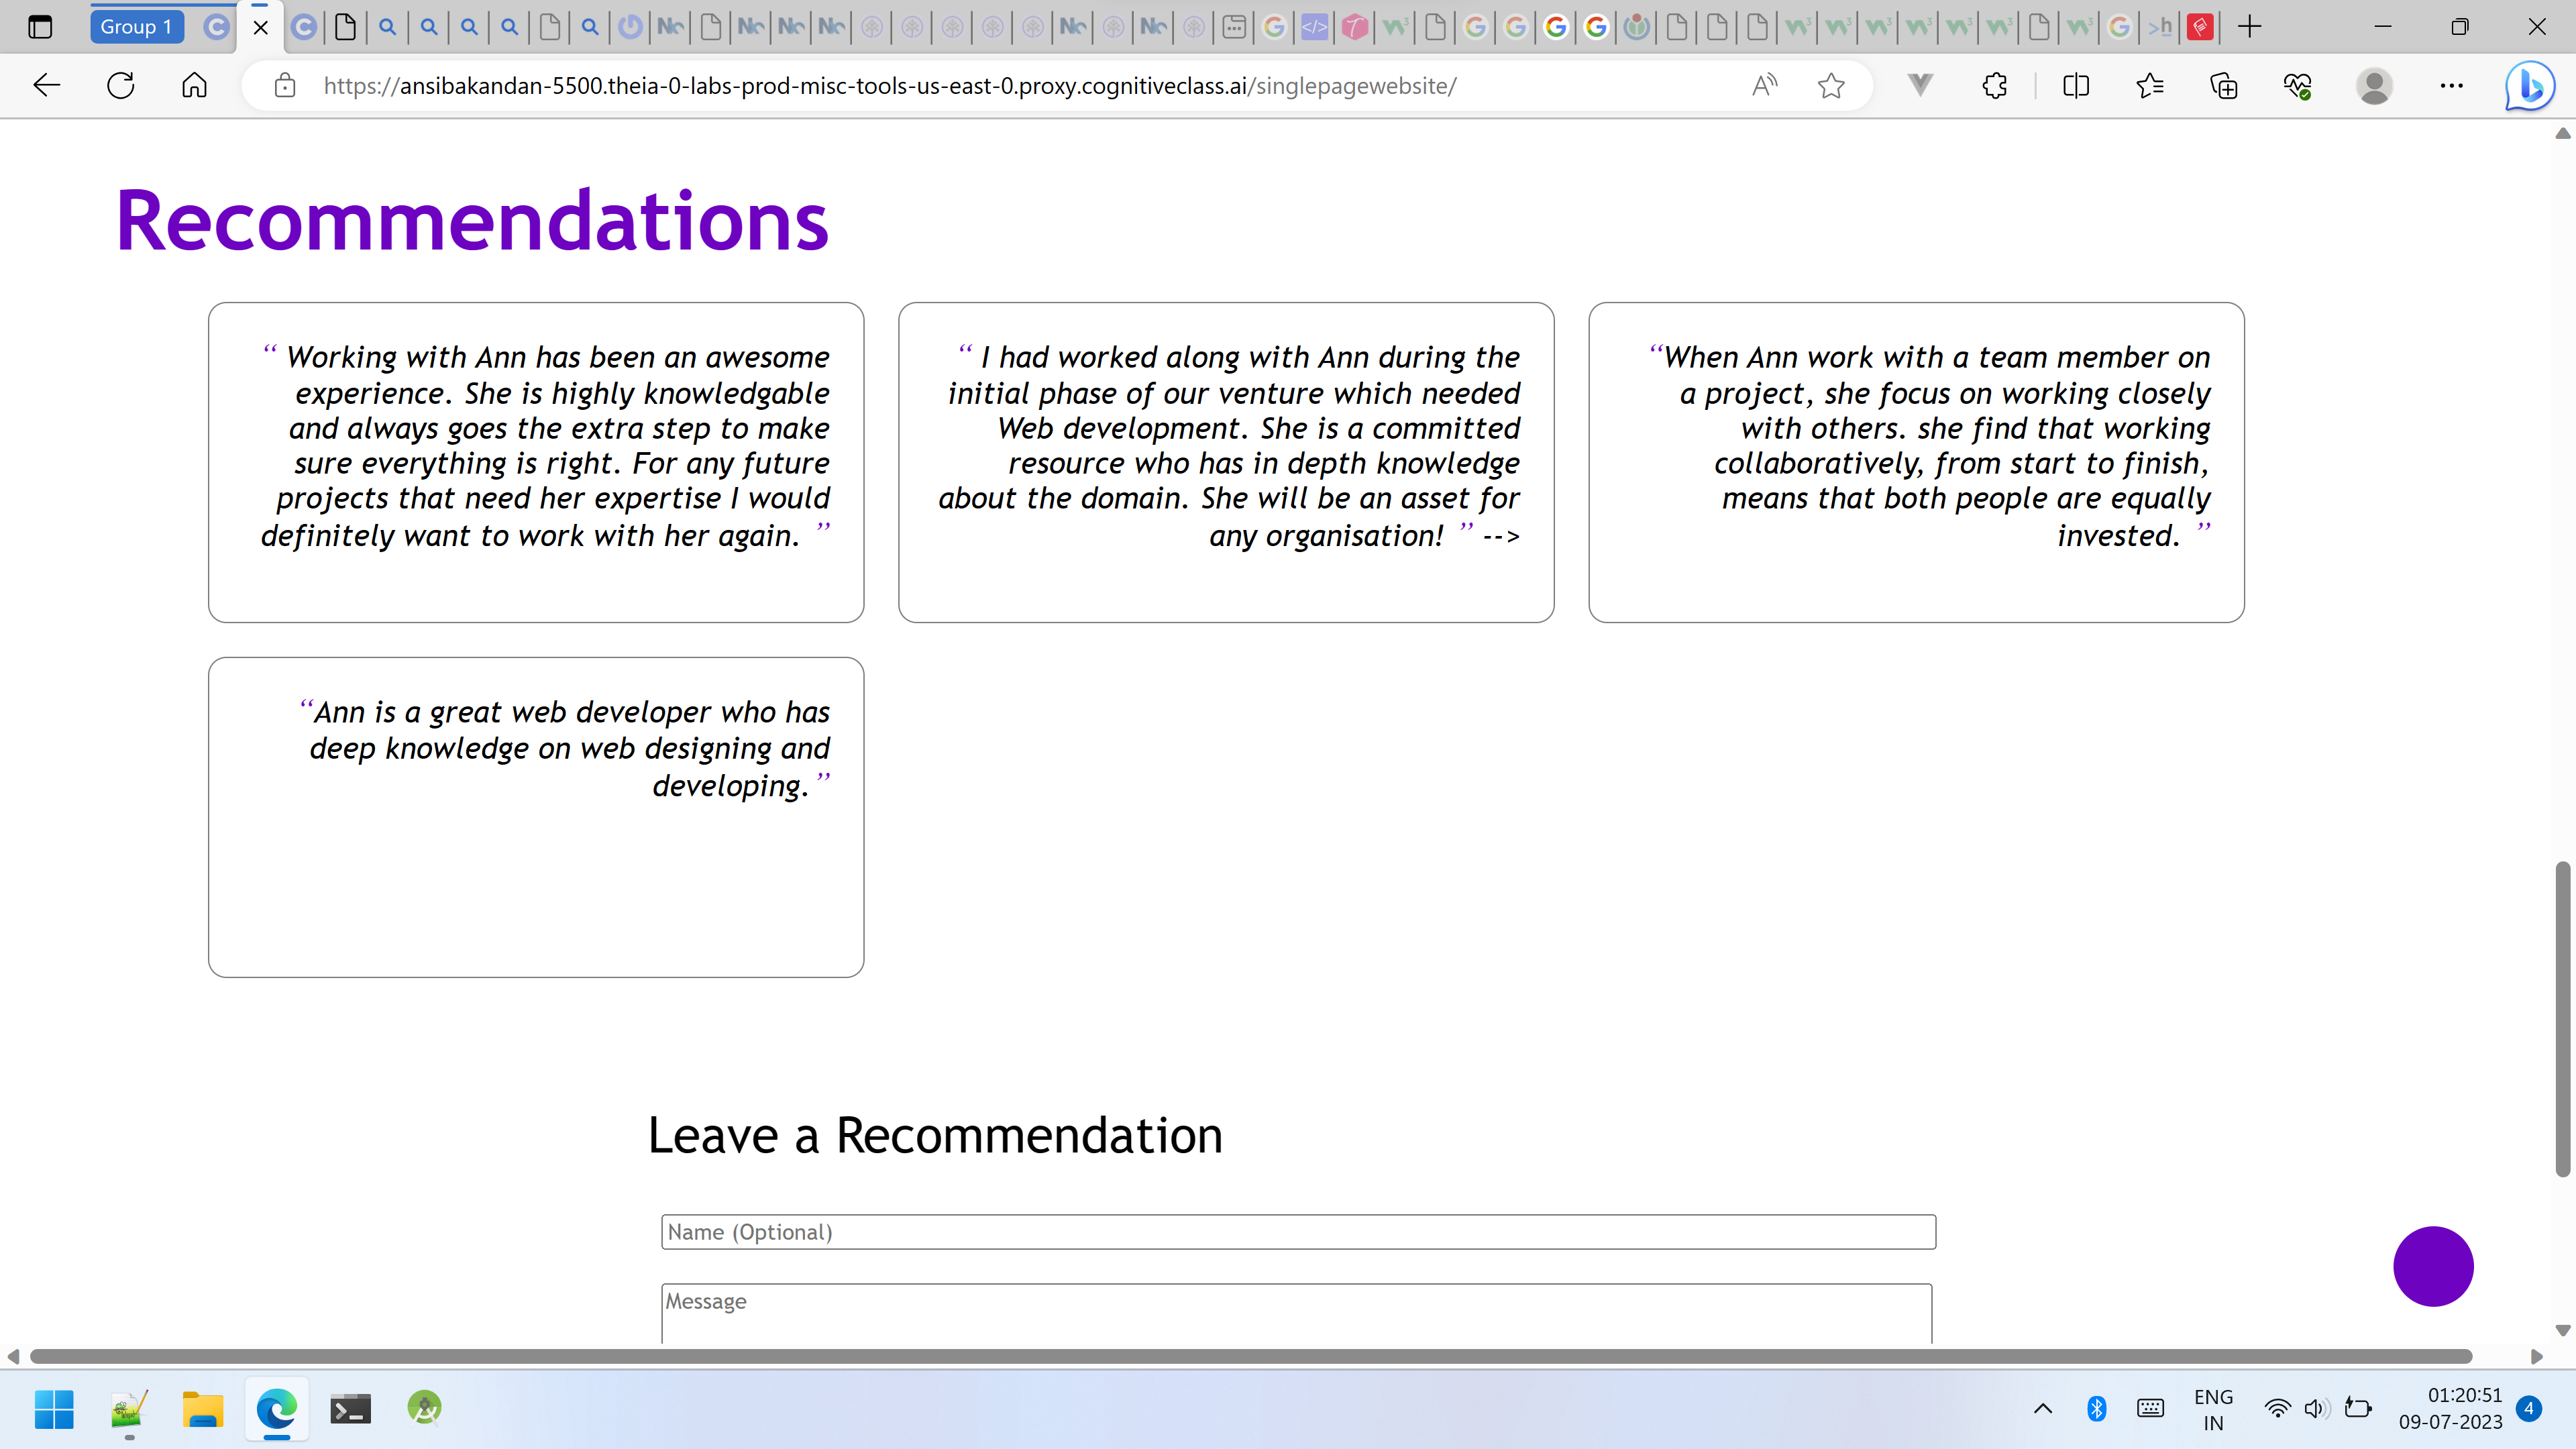 Group 1
https://ansibakandan-5500.theia-0-labs-prod-misc-tools-us-east-0.proxy.cognitiveclass.ai/singlepagewebsite/
Recommendations
“ Working with Ann has been an awesome
experience. She is highly knowledgable
and always goes the extra step to make
sure everything is right. For any future
projects that need her expertise I would
definitely want to work with her again. ”
“ I had worked along with Ann during the
initial phase of our venture which needed
Web development. She is a committed
resource who has in depth knowledge
about the domain. She will be an asset for
any organisation! ” -->
“When Ann work with a team member on
a project, she focus on working closely
with others. she find that working
collaboratively, from start to finish,
means that both people are equally
invested. ”
“Ann is a great web developer who has
deep knowledge on web designing and
developing.”
Leave a Recommendation
Name (Optional)
Message
ENG
IN
01:20:51
09-07-2023
4